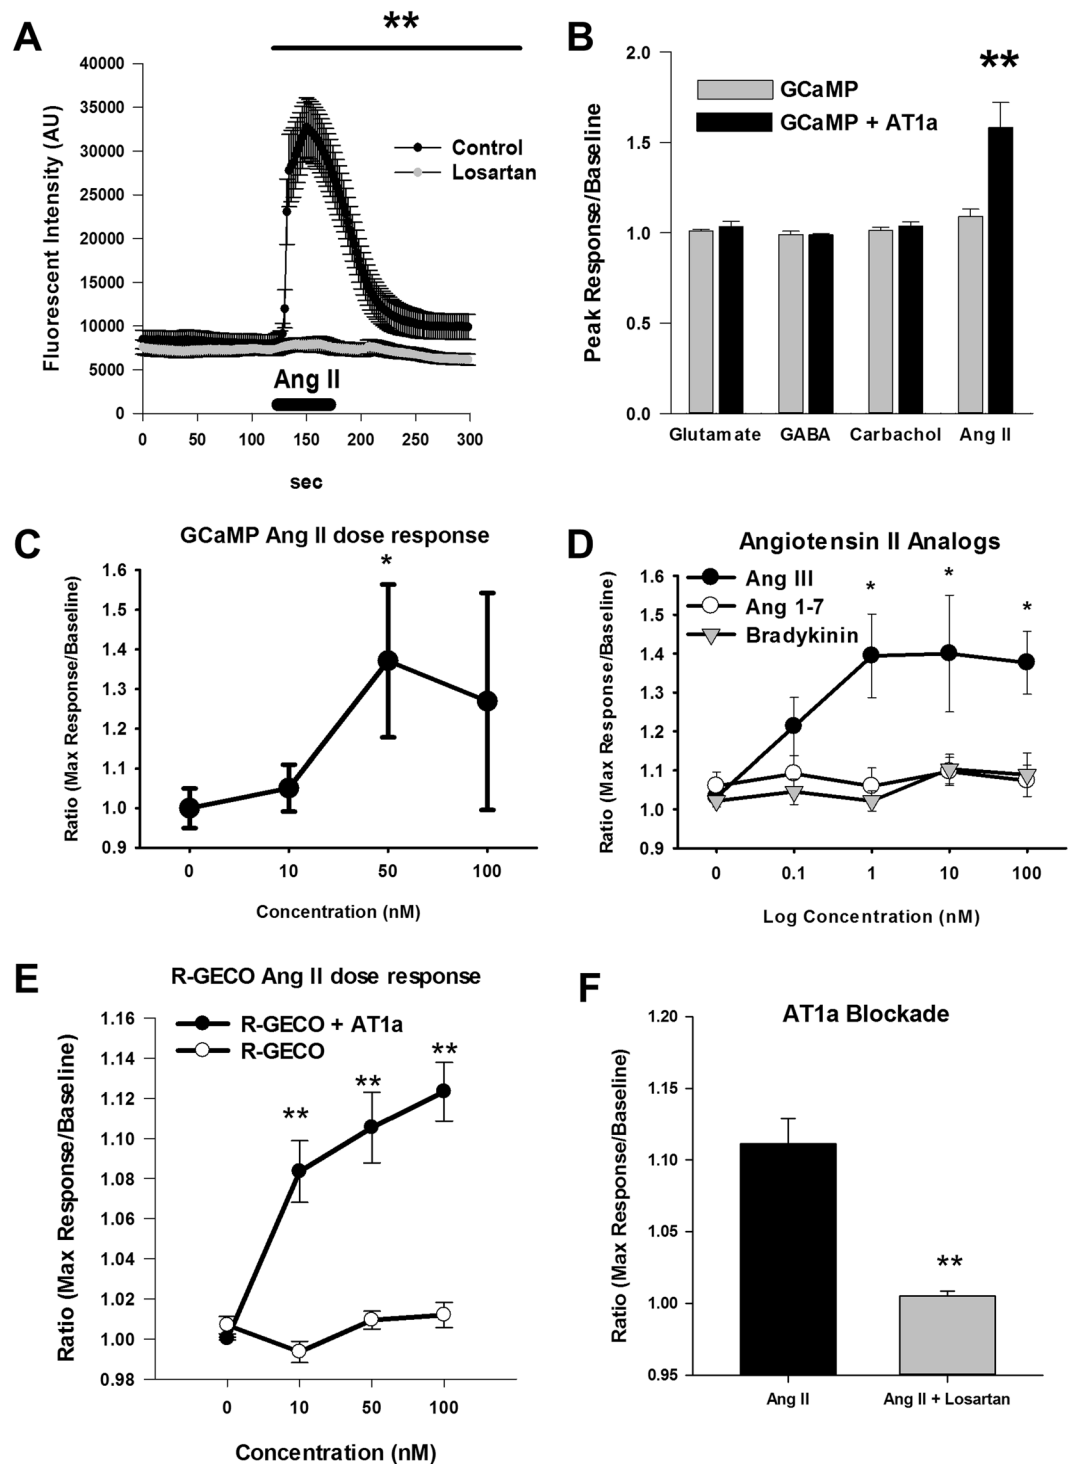 A
**
Fluorescent Intensity (AU)
40000
35000
30000
25000
20000
15000
10000
5000
0
Control
Losartan
Ang II
0 50 100 150 200 250 300
sec
B
**
Peak Response/Baseline
2.0
1.5
1.0
0.5
0.0
GCaMP
GCaMP + AT1a
Glutamate GABA Carbachol Ang II
C
GCaMP Ang II dose response
*
Ratio (Max Response/Baseline)
1.6
1.5
1.4
1.3
1.2
1.1
1.0
0.9
0 10 50 100
Concentration (nM)
D
Angiotensin II Analogs
Ang III
Ang 1-7
Bradykinin
* * *
Ratio (Max Response/Baseline)
1.6
1.5
1.4
1.3
1.2
1.1
1.0
0.9
0 0.1 1 10 100
Log Concentration (nM)
E
R-GECO Ang II dose response
R-GECO + AT1a
R-GECO
** ** **
Ratio (Max Response/Baseline)
1.16
1.14
1.12
1.10
1.08
1.06
1.04
1.02
1.00
0.98
0 10 50 100
Concentration (nM)
F
AT1a Blockade
**
Ratio (Max Response/Baseline)
1.20
1.15
1.10
1.05
1.00
0.95
Ang II Ang II + Losartan